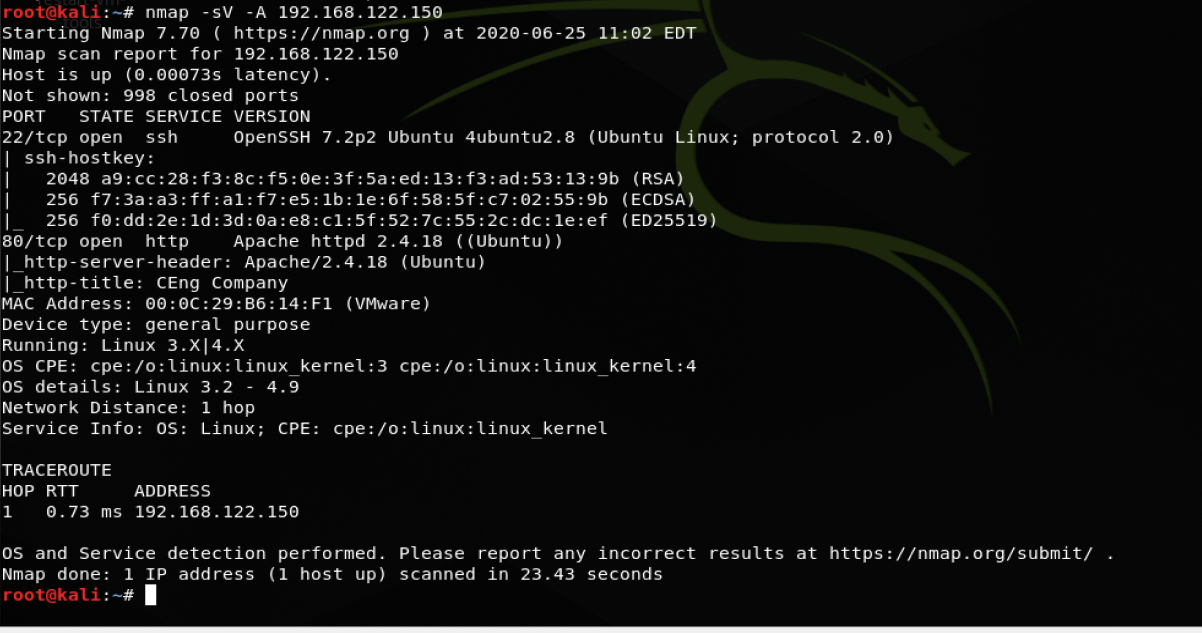 root@kali:~# nmap -sV -A 192.168.122.150
Starting Nmap 7.70 ( https://nmap.org ) at 2020-06-25 11:02 EDT
Nmap scan report for 192.168.122.150
Host is up (0.00073s latency).
Not shown: 998 closed ports
PORT   STATE SERVICE VERSION
22/tcp open  ssh     OpenSSH 7.2p2 Ubuntu 4ubuntu2.8 (Ubuntu Linux; protocol 2.0)
| ssh-hostkey:
|   2048 a9:cc:28:f3:8c:f5:0e:3f:5a:ed:13:f3:ad:53:13:9b (RSA)
|   256 f7:3a:a3:ff:a1:f7:e5:1b:1e:6f:58:5f:c7:02:55:9b (ECDSA)
|_  256 f0:dd:2e:1d:3d:0a:e8:c1:5f:52:7c:55:2c:dc:1e:ef (ED25519)
80/tcp open  http    Apache httpd 2.4.18 ((Ubuntu))
|_http-server-header: Apache/2.4.18 (Ubuntu)
|_http-title: CEng Company
MAC Address: 00:0C:29:B6:14:F1 (VMware)
Device type: general purpose
Running: Linux 3.X|4.X
OS CPE: cpe:/o:linux:linux_kernel:3 cpe:/o:linux:linux_kernel:4
OS details: Linux 3.2 - 4.9
Network Distance: 1 hop
Service Info: OS: Linux; CPE: cpe:/o:linux:linux_kernel
TRACEROUTE
HOP RTT     ADDRESS
1   0.73 ms 192.168.122.150
OS and Service detection performed. Please report any incorrect results at https://nmap.org/submit/ .
Nmap done: 1 IP address (1 host up) scanned in 23.43 seconds
root@kali:~#